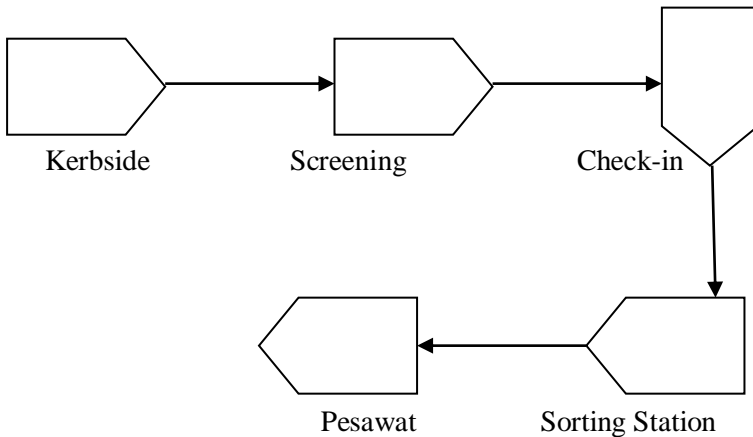 Kerbside
Screening
Check-in
Pesawat
Sorting Station